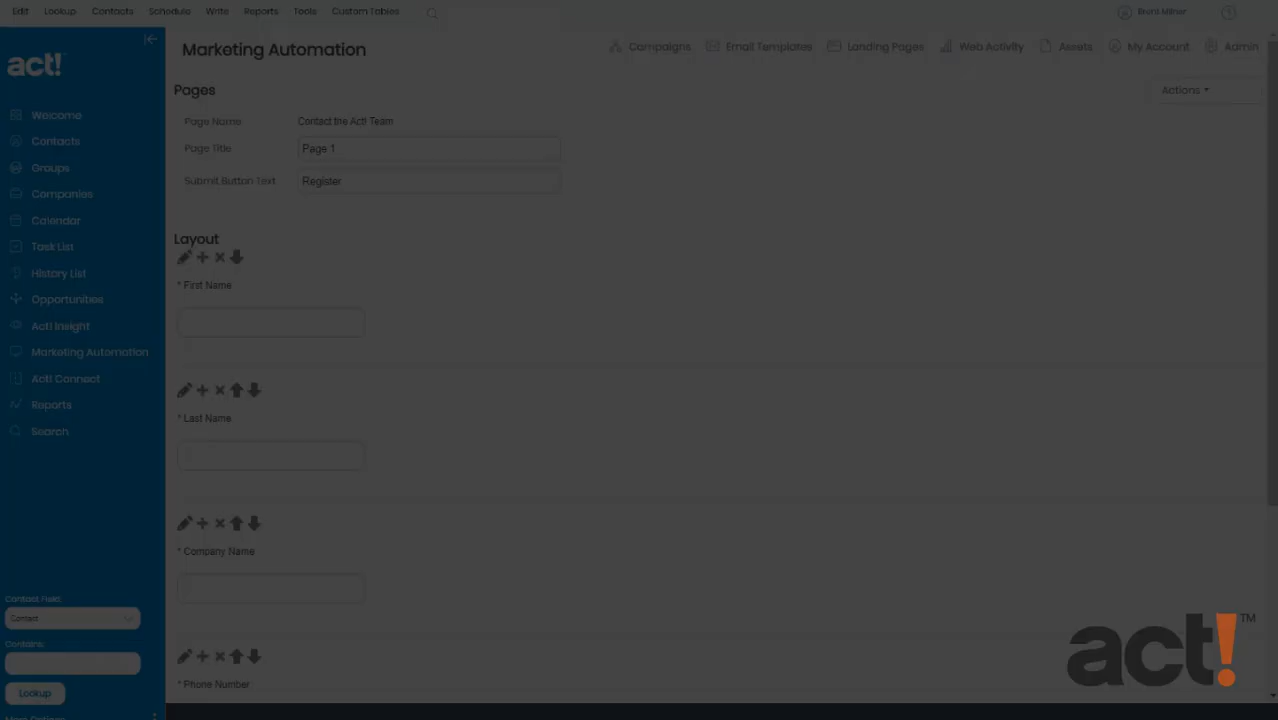 Edit Lookup Contacts Schedule Write Reports Tools Custom Tables Brent Milner
act!
Marketing Automation
Campaigns Email Templates Landing Pages Web Activity Assets My Account Admin
Pages
Actions
Page Name Contact the Act! Team
Page Title Page 1
Submit Button Text Register
Welcome
Contacts
Groups
Companies
Calendar
Task List
History List
Opportunities
Act! Insight
Marketing Automation
Act! Connect
Reports
Search
Layout
* First Name
* Last Name
* Company Name
* Phone Number
Contact Field:
Contact
Contains:
Lookup
More Options
act!™